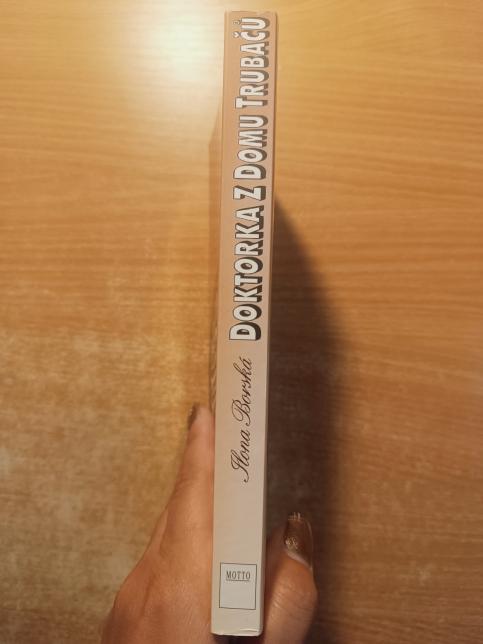 Ilona Borská
DOKTORKA Z DOMU TRUBAČŮ
MOTTO